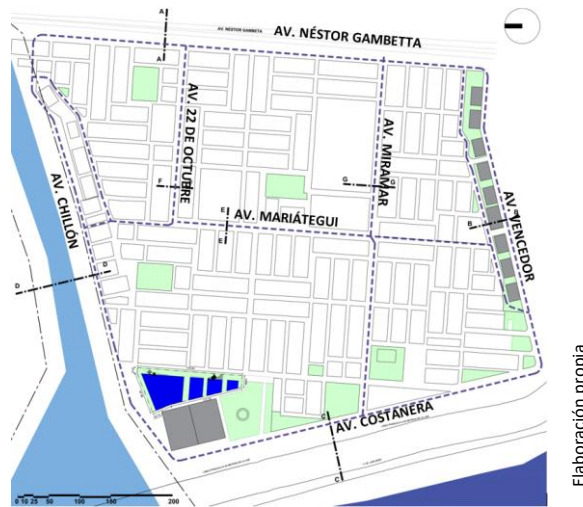 A
AV. NÉSTOR GAMBETTA
AV. NÉSTOR GAMBETTA
A
AV. 22 DE OCTUBRE
AV. MIRAMAR
F
F
G
G
E
AV. MARIÁTEGUI
E
AV. VENCEDOR
B
AV. CHILLÓN
D
D
C
AV. COSTANERA
C
0 10 25 50 100 150 200
Elaboración propia